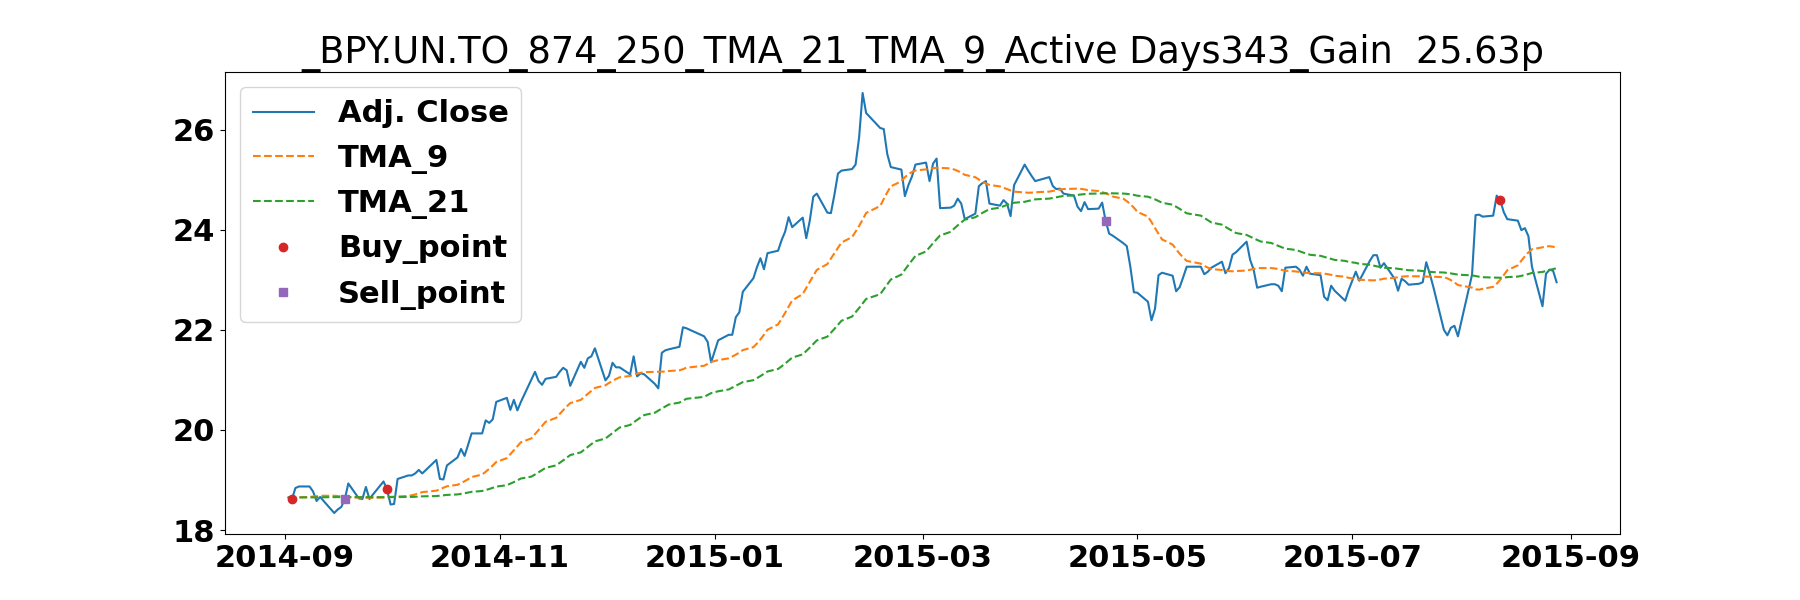 _BPY.UN.TO_874_250_TMA_21_TMA_9_Active Days343_Gain  25.63p
Adj. Close
TMA_9
TMA_21
Buy_point
Sell_point
26
24
22
20
18
2014-09 2014-11 2015-01 2015-03 2015-05 2015-07 2015-09